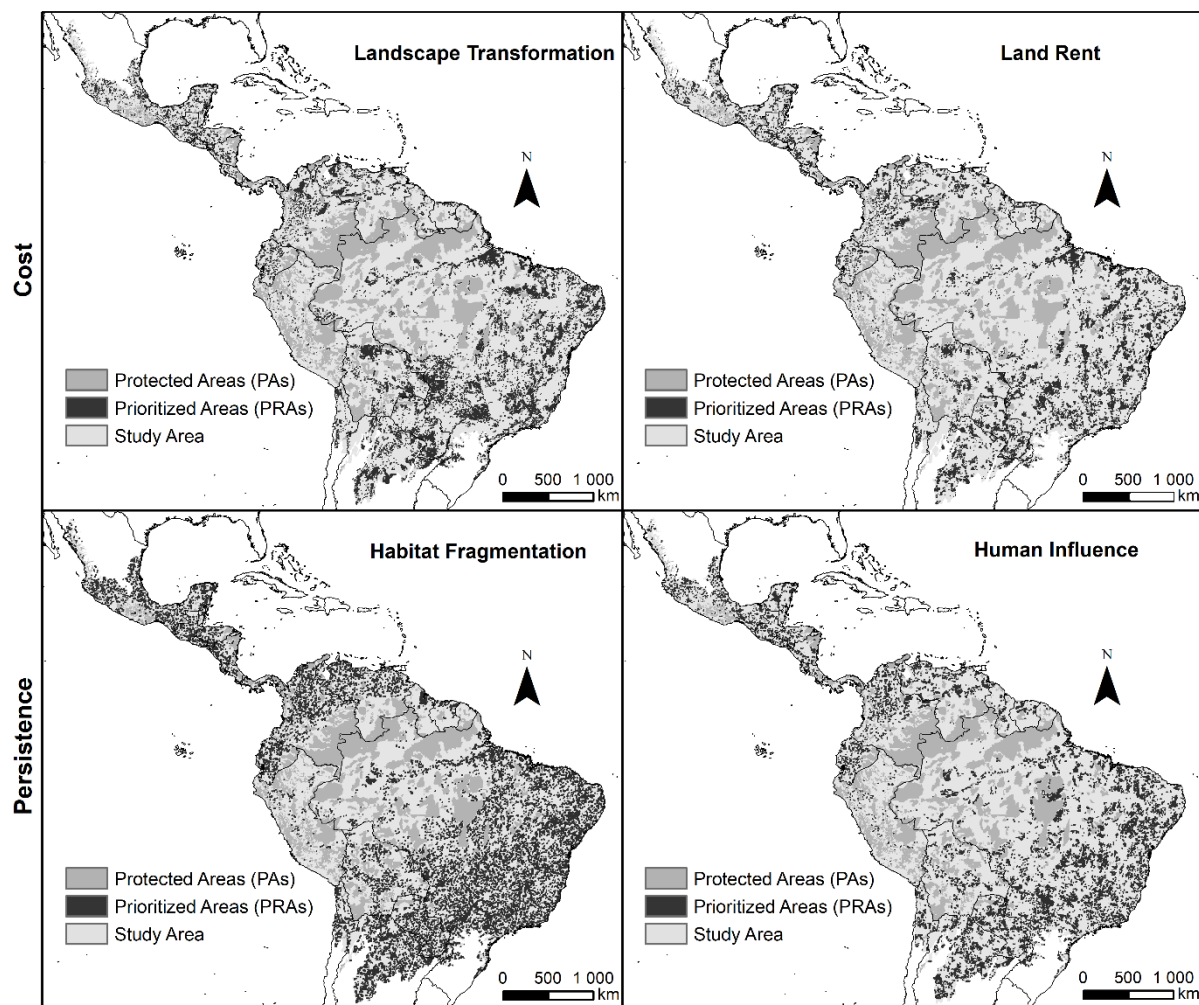 Landscape Transformation
N
Cost
Protected Areas (PAs)
Prioritized Areas (PRAs)
Study Area
0 500 1 000
km
Land Rent
N
Protected Areas (PAs)
Prioritized Areas (PRAs)
Study Area
0 500 1 000
km
Habitat Fragmentation
N
Persistence
Protected Areas (PAs)
Prioritized Areas (PRAs)
Study Area
0 500 1 000
km
Human Influence
N
Protected Areas (PAs)
Prioritized Areas (PRAs)
Study Area
0 500 1 000
km